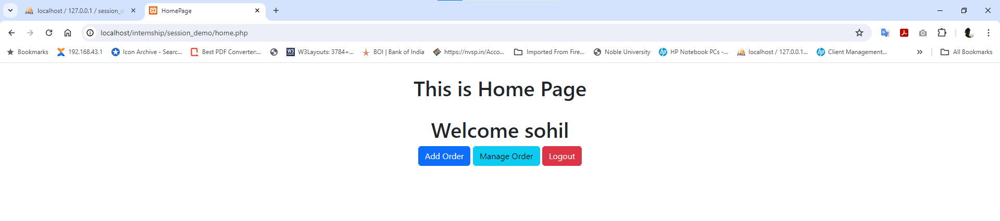 localhost / 127.0.0.1 / session_d
HomePage
localhost/internship/session_demo/home.php
Bookmarks 192.168.43.1 Icon Archive - Searc... Best PDF Converter:... W3Layouts: 3784+... BOI | Bank of India https://nvsp.in/Acco... Imported From Fire... Noble University HP Notebook PCs -... localhost / 127.0.0.1... Client Management... All Bookmarks
This is Home Page
Welcome sohil
Add Order Manage Order Logout